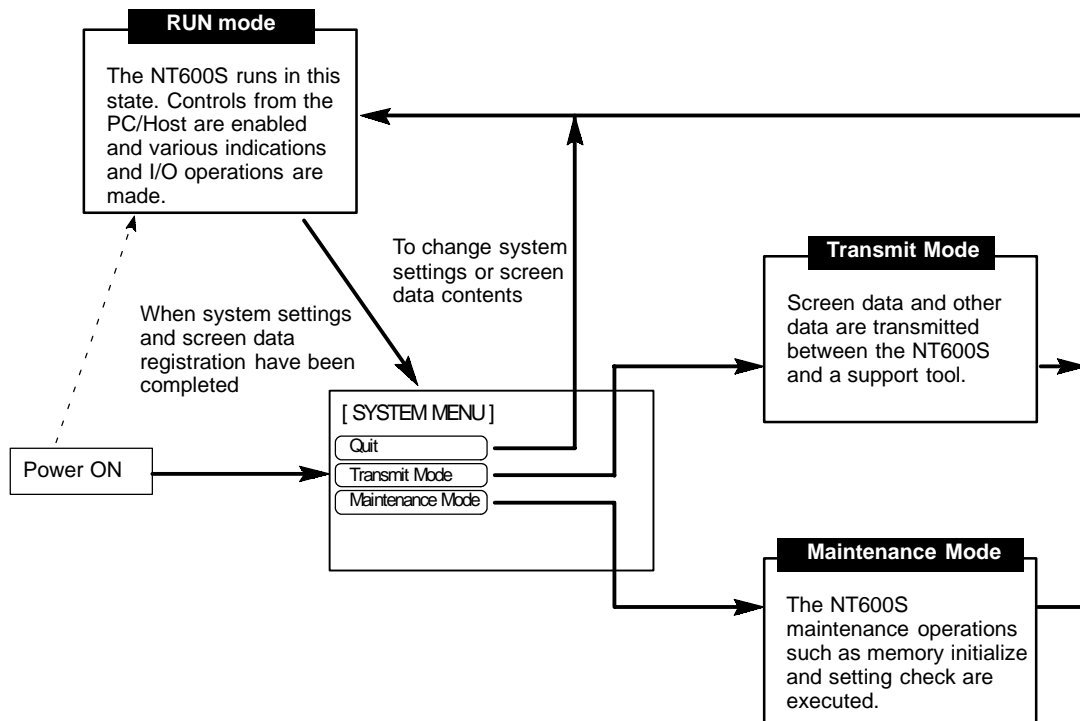 RUN mode
The NT600S runs in this
state. Controls from the
PC/Host are enabled
and various indications
and I/O operations are
made.
To change system
settings or screen
data contents
Transmit Mode
Screen data and other
data are transmitted
between the NT600S
and a support tool.
When system settings
and screen data
registration have been
completed
[ SYSTEM MENU ]
Quit
Transmit Mode
Maintenance Mode
Power ON
Maintenance Mode
The NT600S
maintenance operations
such as memory initialize
and setting check are
executed.